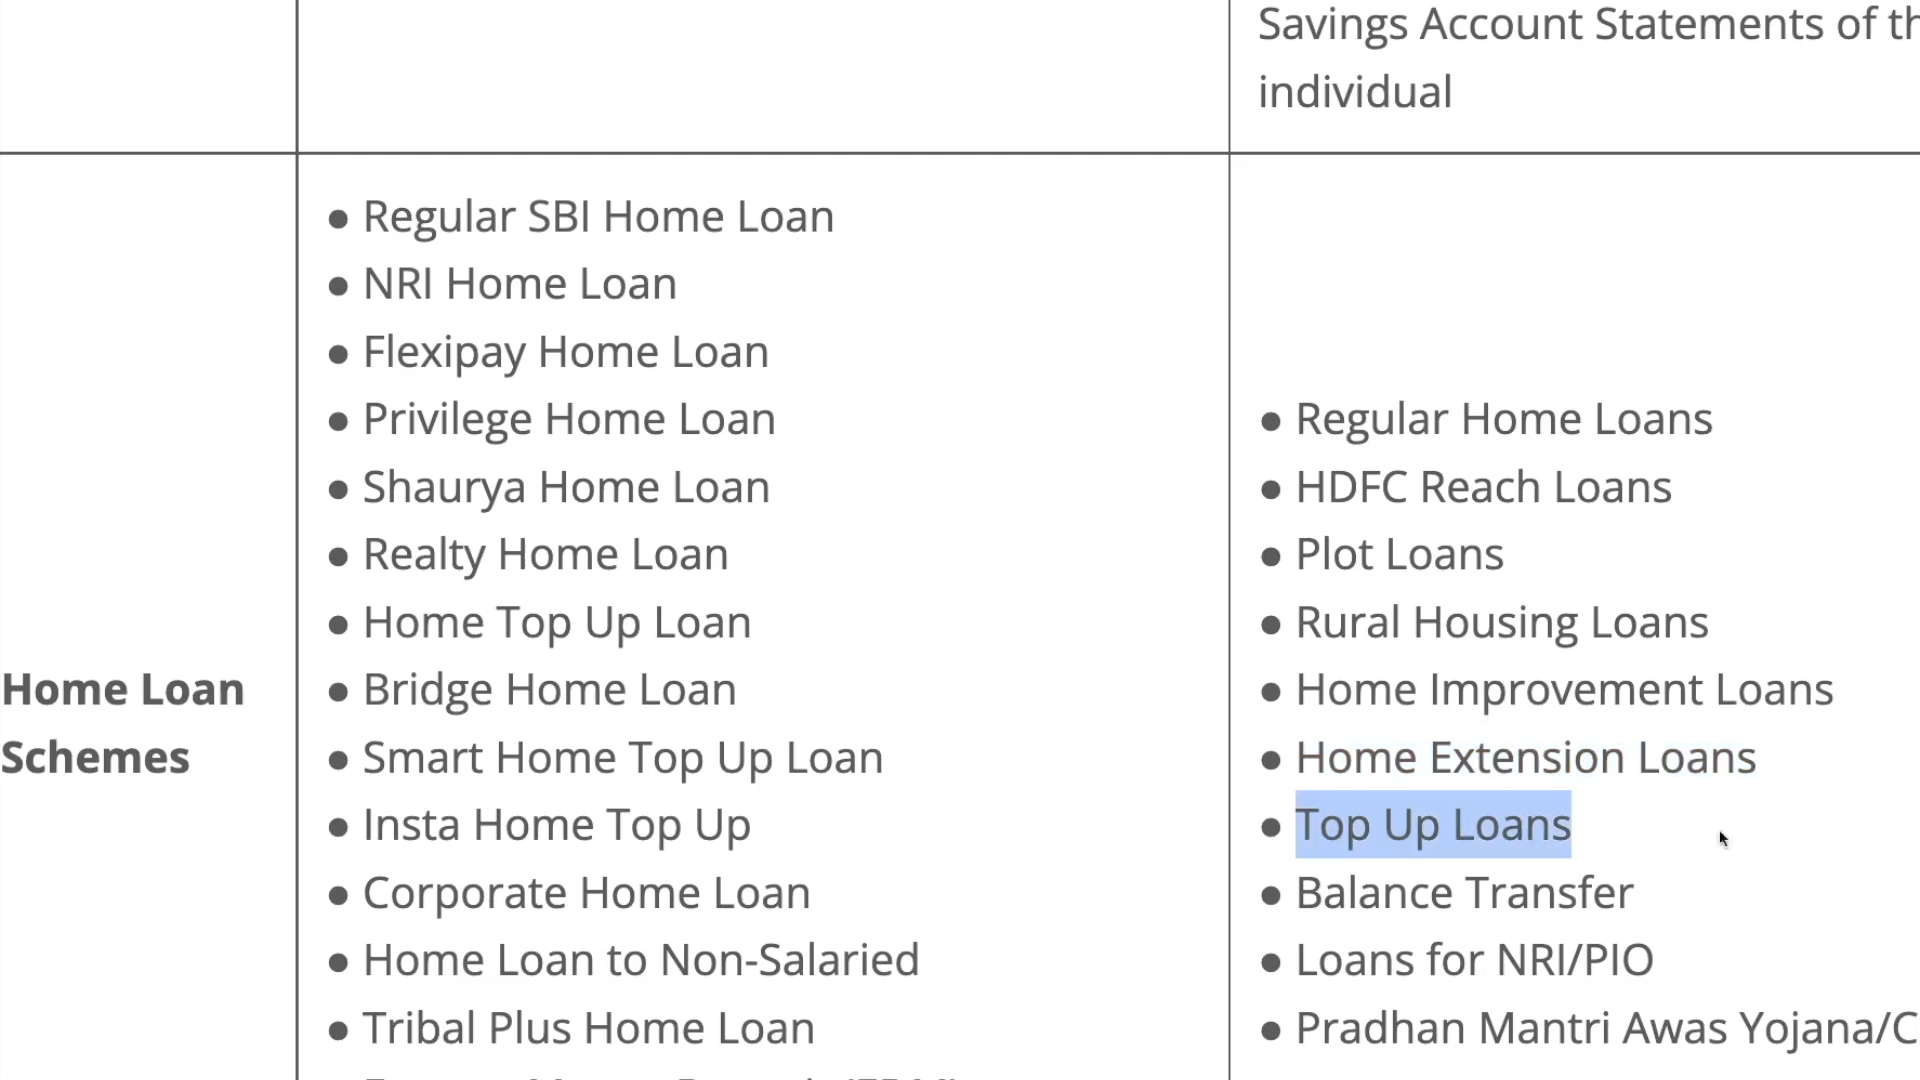 Savings Account Statements of
individual
Home Loan
Schemes
● Regular SBI Home Loan
● NRI Home Loan
● Flexipay Home Loan
● Privilege Home Loan
● Shaurya Home Loan
● Realty Home Loan
● Home Top Up Loan
● Bridge Home Loan
● Smart Home Top Up Loan
● Insta Home Top Up
● Corporate Home Loan
● Home Loan to Non-Salaried
● Tribal Plus Home Loan
● Regular Home Loans
● HDFC Reach Loans
● Plot Loans
● Rural Housing Loans
● Home Improvement Loans
● Home Extension Loans
● Top Up Loans
● Balance Transfer
● Loans for NRI/PIO
● Pradhan Mantri Awas Yojana/C